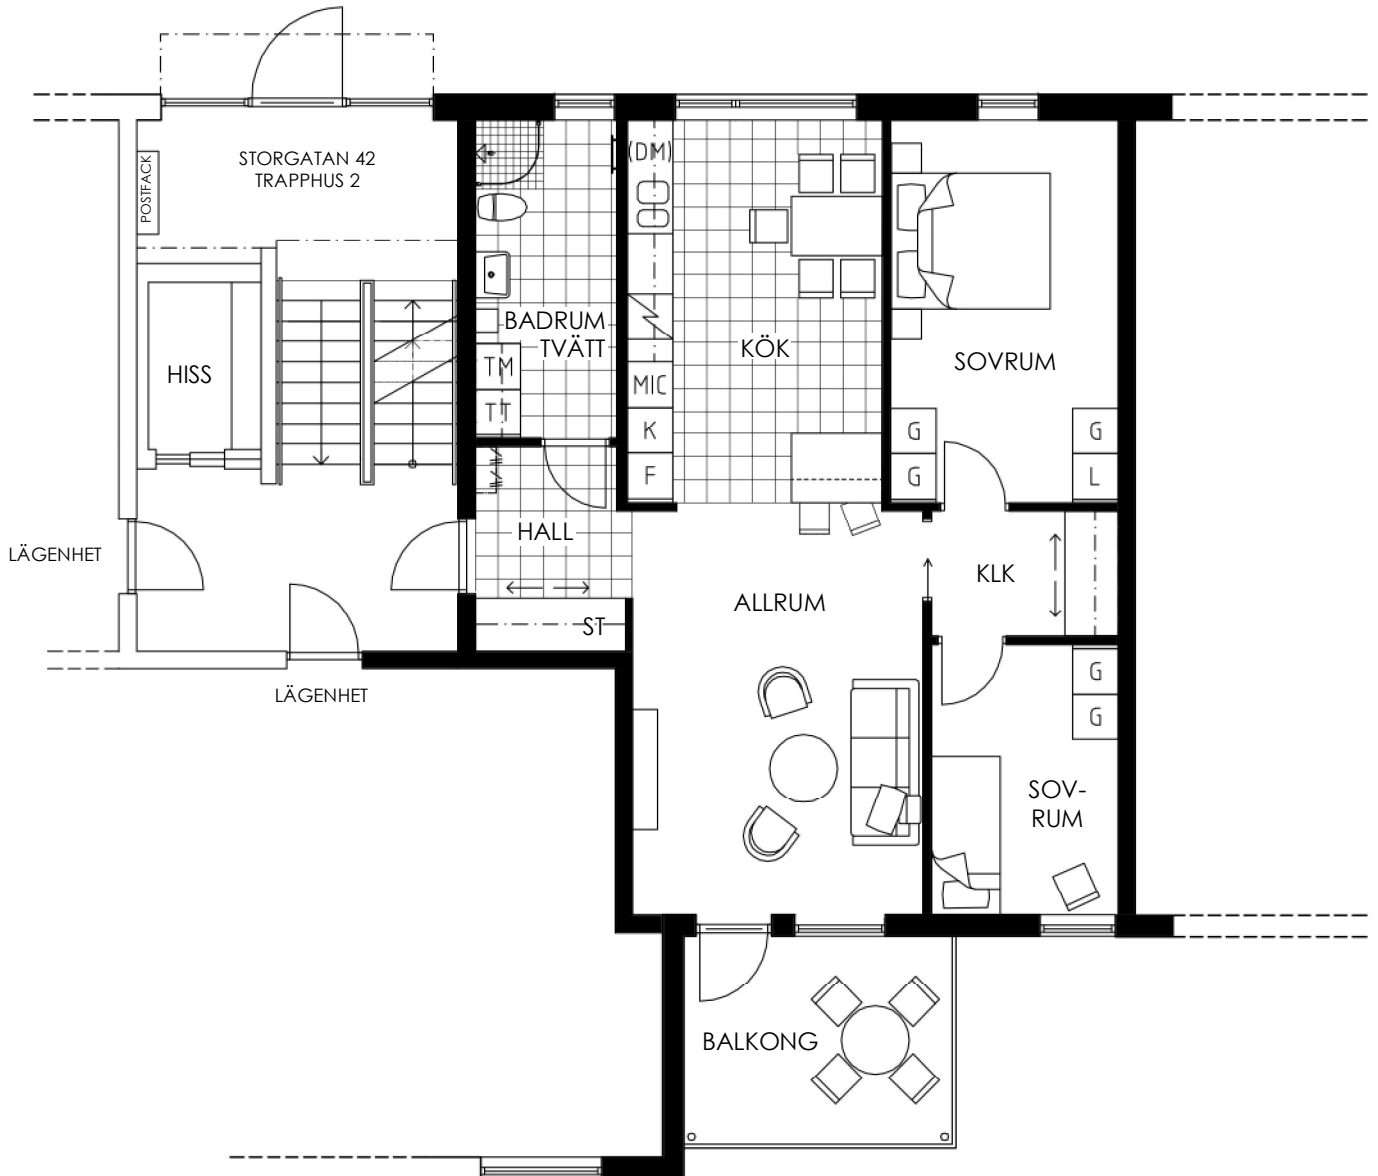 STORGATAN 42
TRAPPHUS 2
POSTFACK
(DM)
BADRUM
TVÄTT
KÖK
SOVRUM
HISS
TM
TT
MIC
K
F
G
G
G
L
HALL
LÄGENHET
KLK
ALLRUM
ST
LÄGENHET
G
G
SOV-
RUM
BALKONG